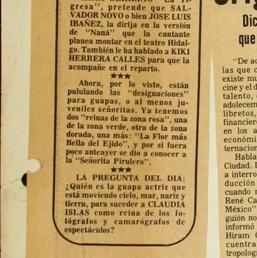 gresa", pretende que SAL-
VADOR NOVO o bien JOSE LUIS
IBAÑEZ, la dirija en la versión
de "Naná" que la cantante
planea montar en el teatro Hidal-
go. También le ha hablado a KIKI
HERRERA CALLES para que la
acompañe en el reparto.
***
Ahora, por lo visto, están
pululando las "designaciones"
para guapas, o al menos ju-
veniles señoritas. Ya tenemos
dos "reinas de la zona rosa", una
de la zona verde, otra de la zona
dorada, una más: "La Flor más
Bella del Ejido", y por si fuera
poco anteayer se dio a conocer a
la "Señorita Pirulero".
***
LA PREGUNTA DEL DIA:
¿Quién es la guapa actriz que
está moviendo cielo, mar, nariz y
tierra, para suceder a CLAUDIA
ISLAS como reina de los fo-
tógrafos y camarógrafos de
espectáculos?
Dic
que
"De a
las que c
existe nu
cine y el d
talento,
adolecem
libretos,
financier
en los
económi
ternacion
Habla
Ciudad. I
a interro
ducción
cuando
René Ca
México"
guró en
no el mo
informó
Hiram C
cuentra
tropolog